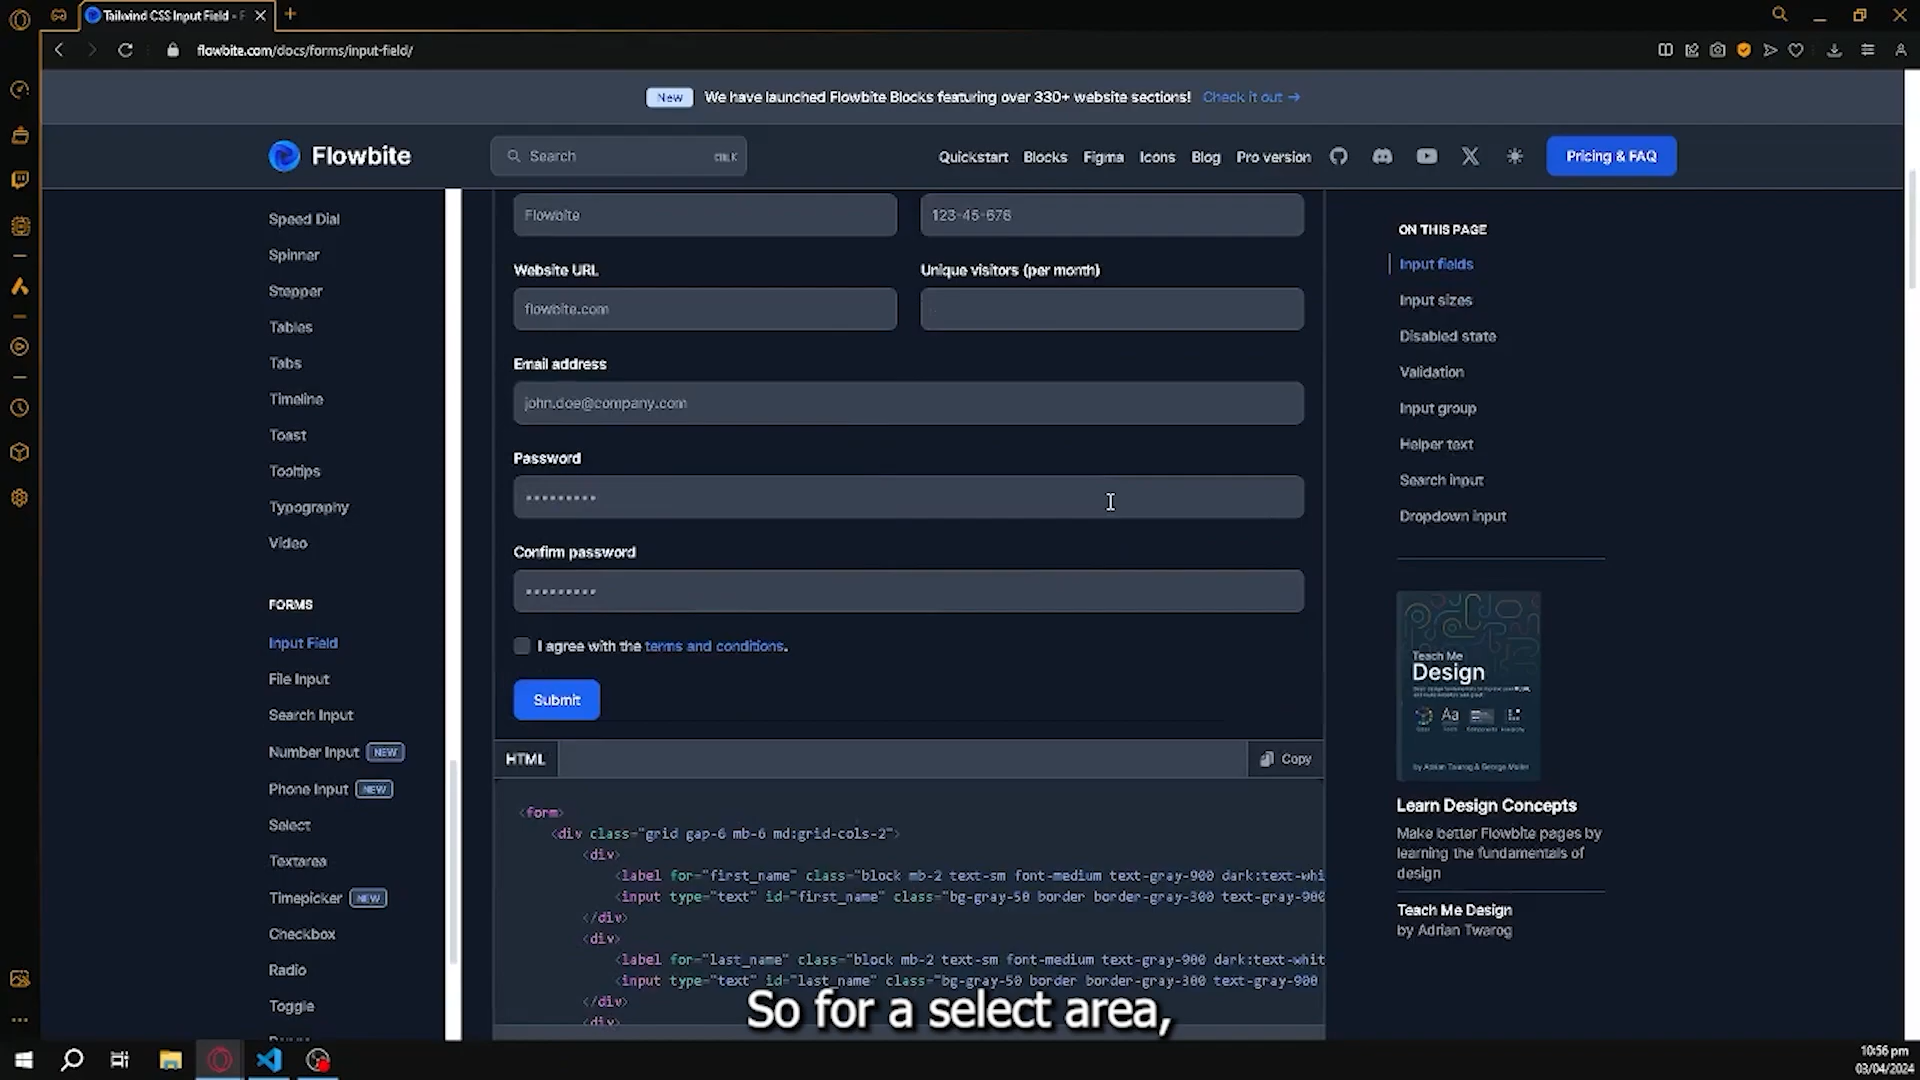 Tailwind CSS Input Field - F
flowbite.com/docs/forms/input-field/
New We have launched Flowbite Blocks featuring over 330+ website sections! Check it out →
Flowbite
Search
Quickstart Blocks Figma Icons Blog Pro version
Pricing & FAQ
Speed Dial
Spinner
Stepper
Tables
Tabs
Timeline
Toast
Tooltips
Typography
Video
FORMS
Input Field
File Input
Search Input
Number Input NEW
Phone Input NEW
Select
Textarea
Timepicker NEW
Checkbox
Radio
Toggle
Flowbite
123-45-678
Website URL
Unique visitors (per month)
flowbite.com
Email address
john.doe@company.com
Password
•••••••••
Confirm password
•••••••••
I agree with the terms and conditions.
Submit
HTML
Copy
<form>
<div class="grid gap-6 mb-6 md:grid-cols-2">
<div>
<label for="first_name" class="block mb-2 text-sm font-medium text-gray-900 dark:text-whi
<input type="text" id="first_name" class="bg-gray-50 border border-gray-300 text-gray-900
</div>
<div>
<label for="last_name" class="block mb-2 text-sm font-medium text-gray-900 dark:text-whit
<input type="text" id="last_name" class="bg-gray-50 border border-gray-300 text-gray-900
</div>
<div>
ON THIS PAGE
Input fields
Input sizes
Disabled state
Validation
Input group
Helper text
Search input
Dropdown input
Teach Me
Design
Aa
by Adrian Twarog & George Moller
Learn Design Concepts
Make better Flowbite pages by
learning the fundamentals of
design
Teach Me Design
by Adrian Twarog
So for a select area,
10:56 pm
03/04/2024